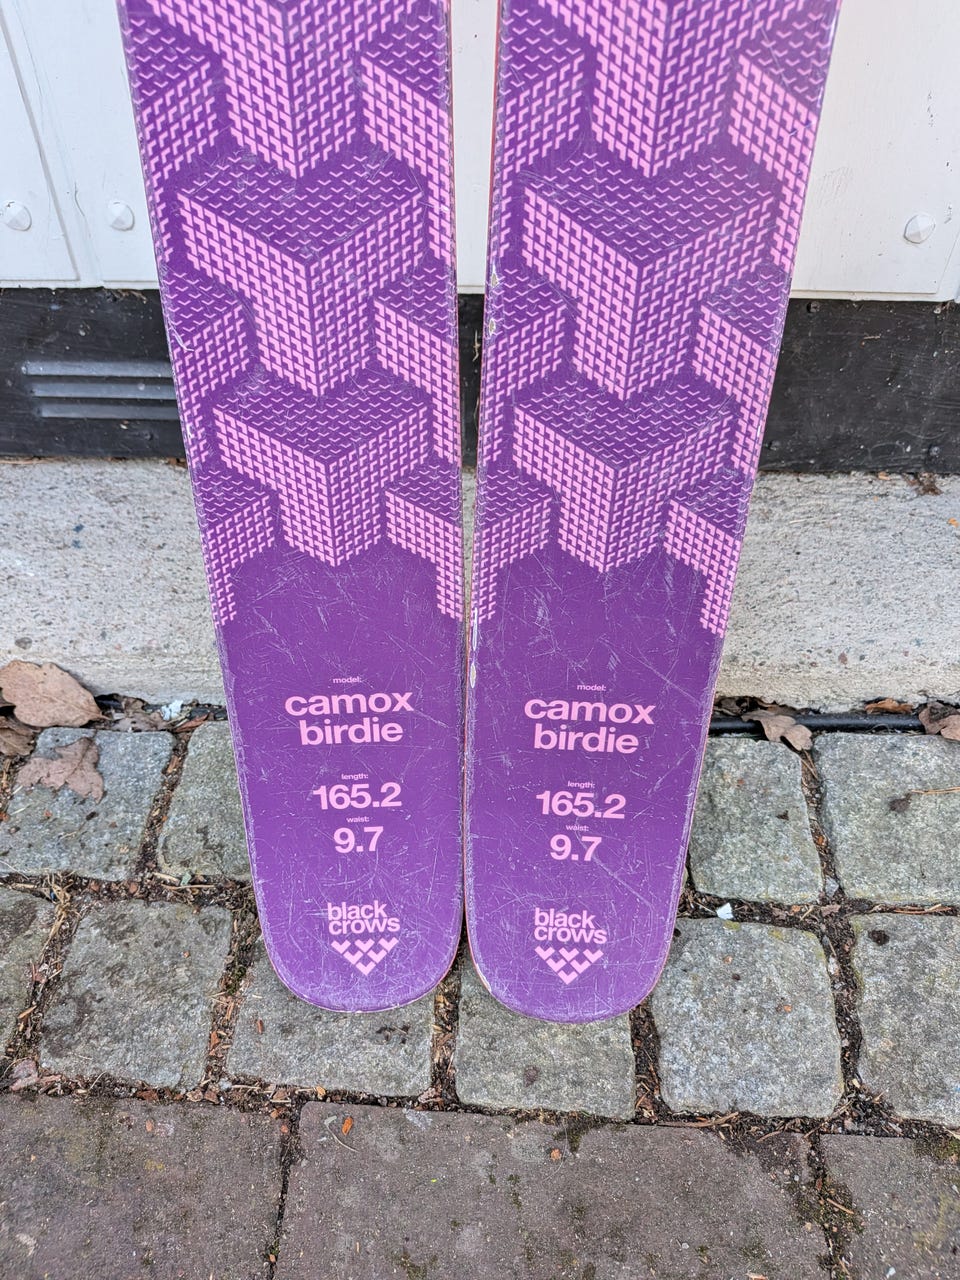 model:
camox
birdie
length:
165.2
waist:
9.7
black
crows
model:
camox
birdie
length:
165.2
waist:
9.7
black
crows